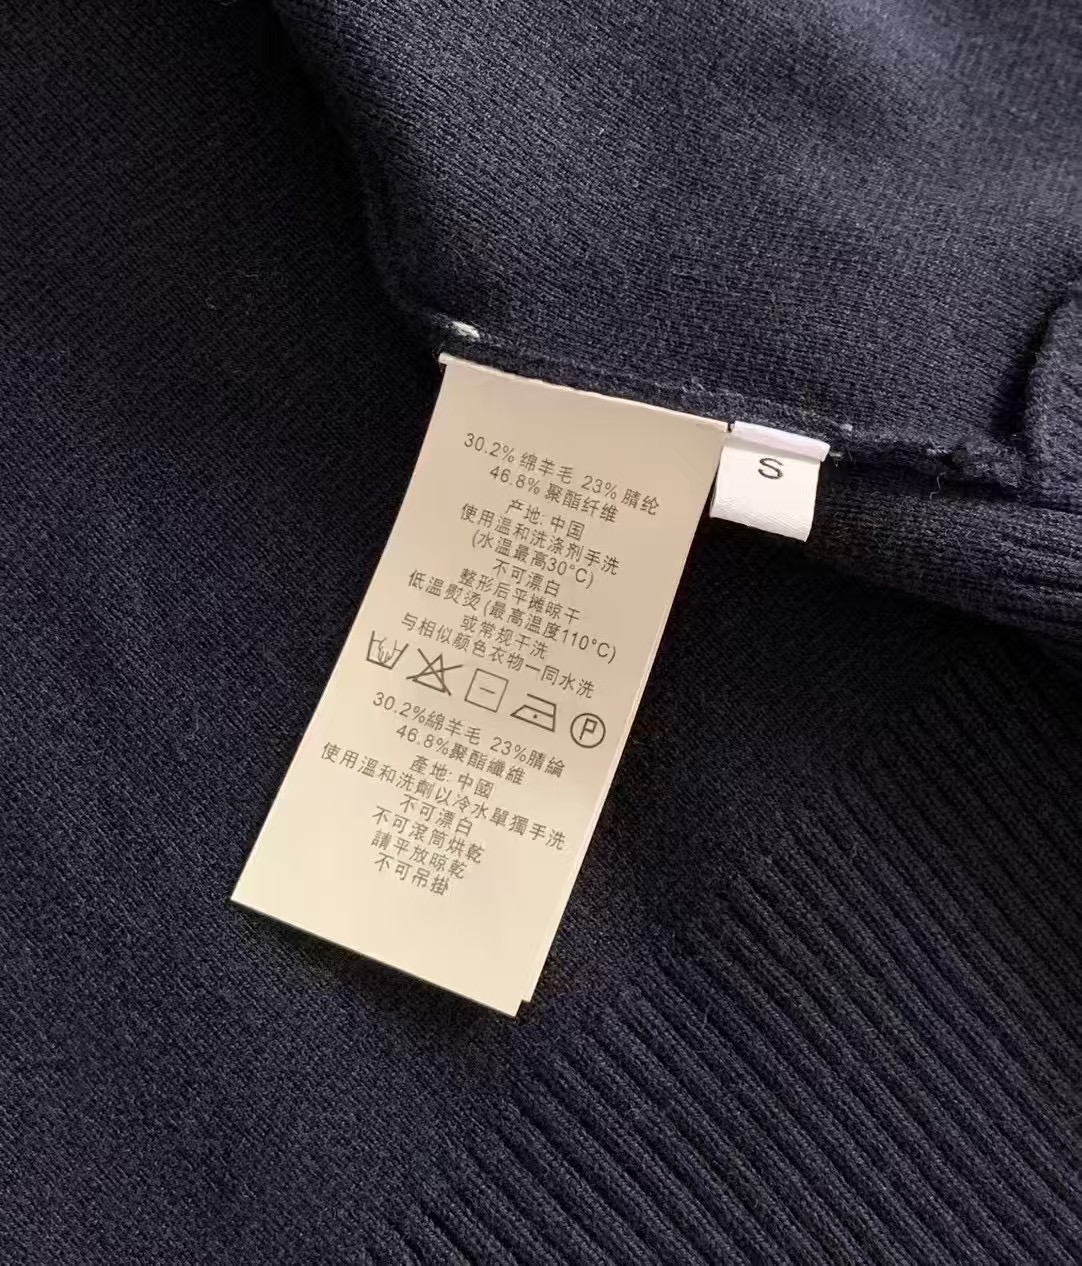 30.2% 绵羊毛 23% 腈纶
46.8% 聚酯纤维
产地: 中国
使用温和洗涤剂手洗
(水温最高30°C)
不可漂白
整形后平摊晾干
低温熨烫 (最高温度110°C)
或常规干洗
与相似颜色衣物一同水洗
P
30.2%綿羊毛 23%腈綸
46.8%聚酯纖維
產地: 中國
使用溫和洗劑以冷水單獨手洗
不可漂白
不可滾筒烘乾
請平放晾乾
不可吊掛
S